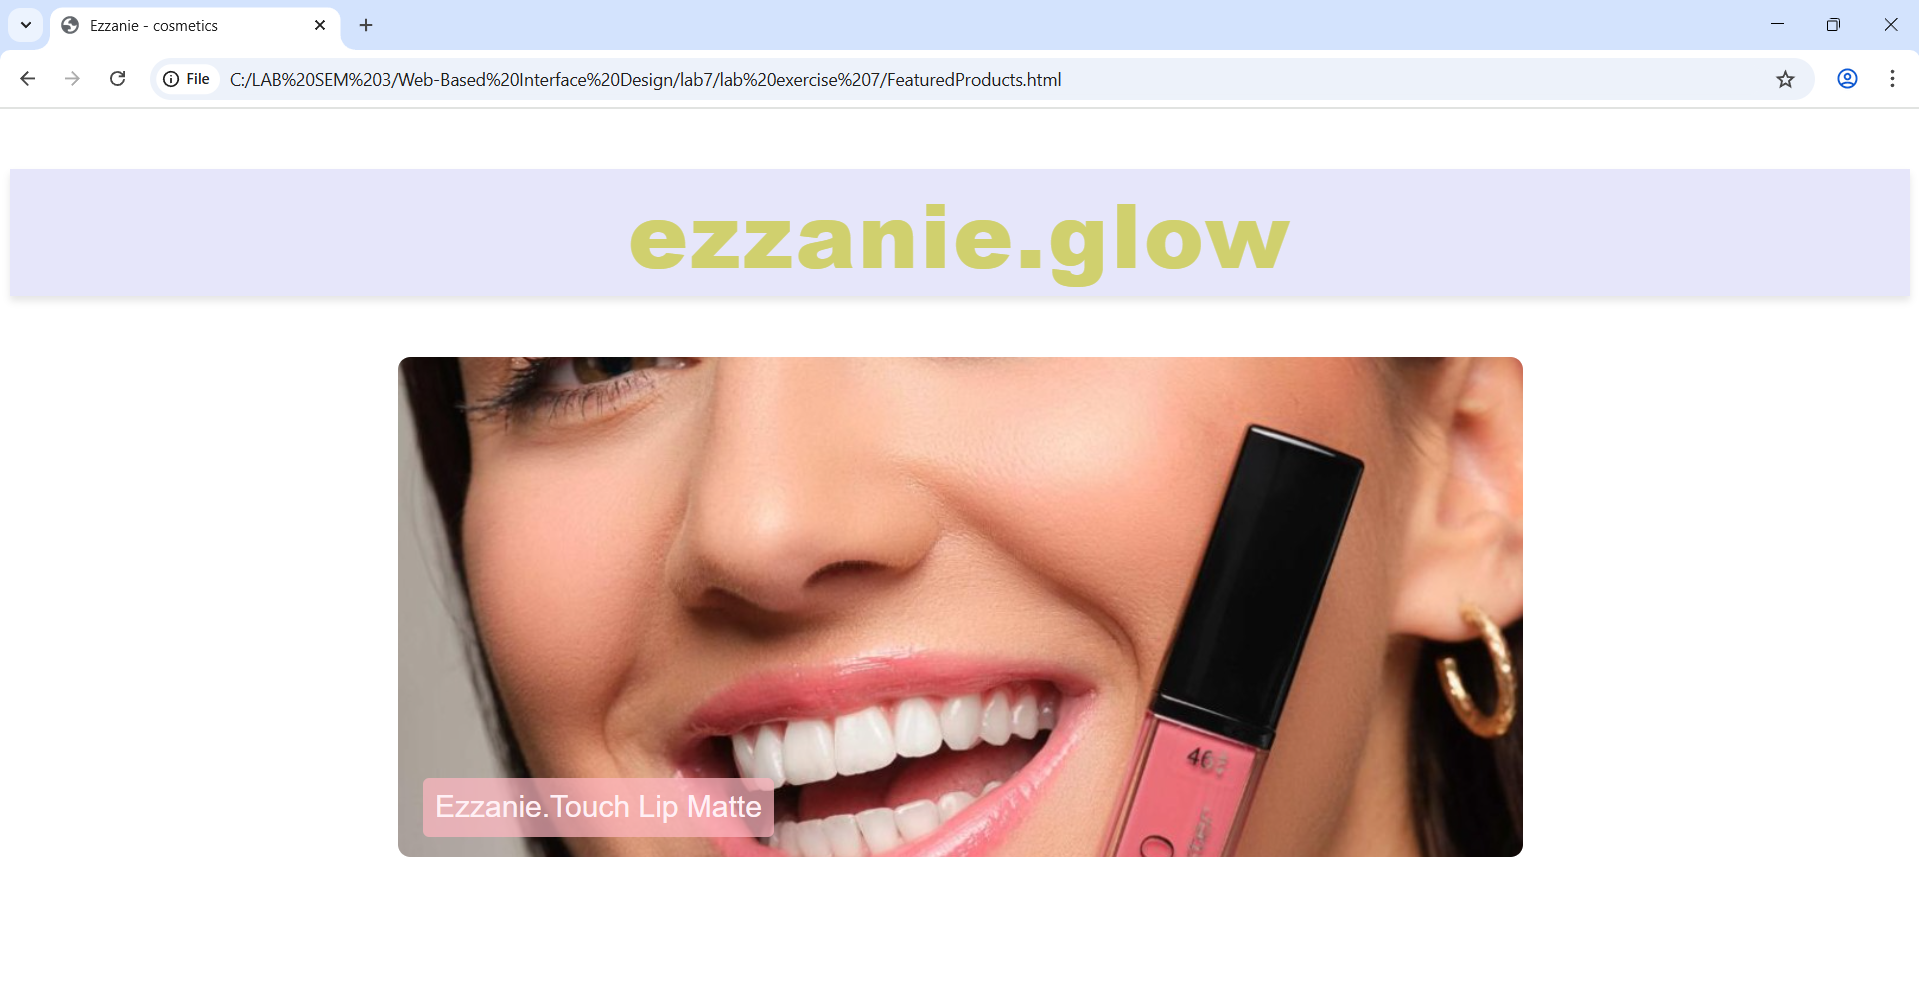 Ezzanie - cosmetics
File
C:/LAB%20SEM%203/Web-Based%20Interface%20Design/lab7/lab%20exercise%207/FeaturedProducts.html
ezzanie.glow
Ezzanie.Touch Lip Matte